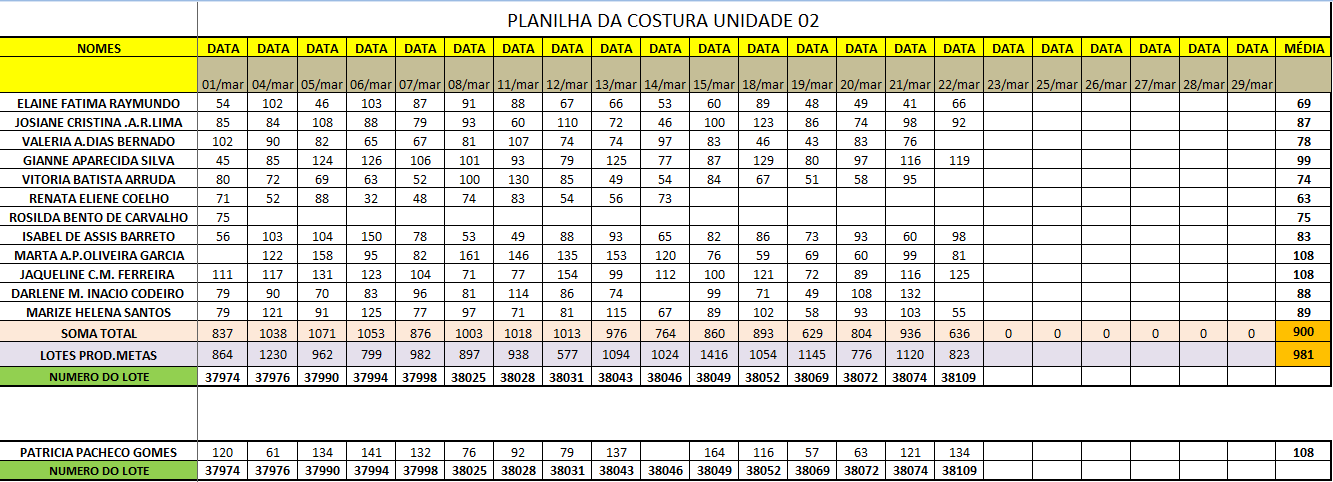 PLANILHA DA COSTURA UNIDADE 02
NOMES DATA DATA DATA DATA DATA DATA DATA DATA DATA DATA DATA DATA DATA DATA DATA DATA DATA DATA DATA DATA DATA DATA MÉDIA
01/mar 04/mar 05/mar 06/mar 07/mar 08/mar 11/mar 12/mar 13/mar 14/mar 15/mar 18/mar 19/mar 20/mar 21/mar 22/mar 23/mar 25/mar 26/mar 27/mar 28/mar 29/mar
ELAINE FATIMA RAYMUNDO 54 102 46 103 87 91 88 67 66 53 60 89 48 49 41 66 69
JOSIANE CRISTINA .A.R.LIMA 85 84 108 88 79 93 60 110 72 46 100 123 86 74 98 92 87
VALERIA A.DIAS BERNADO 102 90 82 65 67 81 107 74 74 97 83 46 43 83 76 78
GIANNE APARECIDA SILVA 45 85 124 126 106 101 93 79 125 77 87 129 80 97 116 119 99
VITORIA BATISTA ARRUDA 80 72 69 63 52 100 130 85 49 54 84 67 51 58 95 74
RENATA ELIENE COELHO 71 52 88 32 48 74 83 54 56 73 63
ROSILDA BENTO DE CARVALHO 75 75
ISABEL DE ASSIS BARRETO 56 103 104 150 78 53 49 88 93 65 82 86 73 93 60 98 83
MARTA A.P.OLIVEIRA GARCIA 122 158 95 82 161 146 135 153 120 76 59 69 60 99 81 108
JAQUELINE C.M. FERREIRA 111 117 131 123 104 71 77 154 99 112 100 121 72 89 116 125 108
DARLENE M. INACIO CODEIRO 79 90 70 83 96 81 114 86 74 99 71 49 108 132 88
MARIZE HELENA SANTOS 79 121 91 125 77 97 71 81 115 67 89 102 58 93 103 55 89
SOMA TOTAL 837 1038 1071 1053 876 1003 1018 1013 976 764 860 893 629 804 936 636 0 0 0 0 0 0 900
LOTES PROD.METAS 864 1230 962 799 982 897 938 577 1094 1024 1416 1054 1145 776 1120 823 981
NUMERO DO LOTE 37974 37976 37990 37994 37998 38025 38028 38031 38043 38046 38049 38052 38069 38072 38074 38109
PATRICIA PACHECO GOMES 120 61 134 141 132 76 92 79 137 164 116 57 63 121 134 108
NUMERO DO LOTE 37974 37976 37990 37994 37998 38025 38028 38031 38043 38046 38049 38052 38069 38072 38074 38109